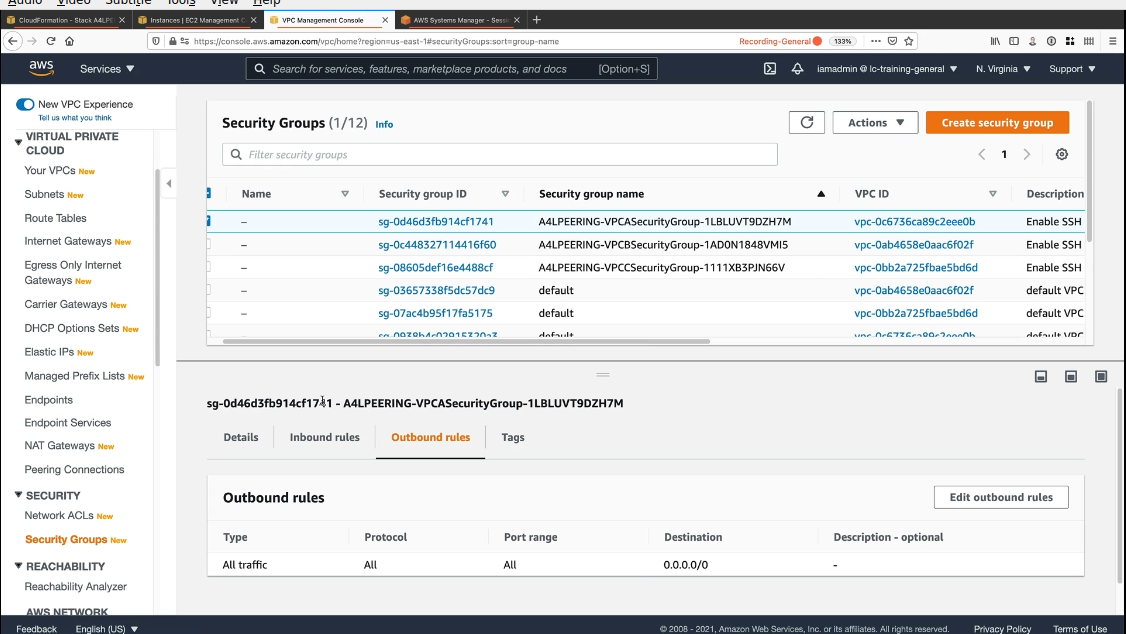 Audio Video Subtitle Tools View Help
CloudFormation - Stack A4LPE
Instances | EC2 Management C
VPC Management Console
AWS Systems Manager - Sessi
https://console.aws.amazon.com/vpc/home?region=us-east-1#securityGroups:sort=group-name
Recording-General
133%
aws
Services
Search for services, features, marketplace products, and docs
[Option+S]
iamadmin @ lc-training-general
N. Virginia
Support
New VPC Experience
Tell us what you think
VIRTUAL PRIVATE
CLOUD
Your VPCs New
Subnets New
Route Tables
Internet Gateways New
Egress Only Internet
Gateways New
Carrier Gateways New
DHCP Options Sets New
Elastic IPs New
Managed Prefix Lists New
Endpoints
Endpoint Services
NAT Gateways New
Peering Connections
SECURITY
Network ACLs New
Security Groups New
REACHABILITY
Reachability Analyzer
AWS NETWORK
Security Groups (1/12) Info
Actions
Create security group
Filter security groups
1
Name Security group ID Security group name VPC ID Description
– sg-0d46d3fb914cf1741 A4LPEERING-VPCASecurityGroup-1LBLUVT9DZH7M vpc-0c6736ca89c2eee0b Enable SSH
– sg-0c448327114416f60 A4LPEERING-VPCBSecurityGroup-1AD0N1848VMI5 vpc-0ab4658e0aac6f02f Enable SSH
– sg-08605def16e4488cf A4LPEERING-VPCCSecurityGroup-1111XB3PJN66V vpc-0bb2a725fbae5bd6d Enable SSH
– sg-03657338f5dc57dc9 default vpc-0ab4658e0aac6f02f default VPC
– sg-07ac4b95f17fa5175 default vpc-0bb2a725fbae5bd6d default VPC
– sg-0938b4c02915320a3 default vpc-0c6736ca89c2eee0b default VPC
sg-0d46d3fb914cf1741 - A4LPEERING-VPCASecurityGroup-1LBLUVT9DZH7M
Details
Inbound rules
Outbound rules
Tags
Outbound rules
Edit outbound rules
Type Protocol Port range Destination Description - optional
All traffic All All 0.0.0.0/0 -
Feedback
English (US)
© 2008 - 2021, Amazon Web Services, Inc. or its affiliates. All rights reserved.
Privacy Policy
Terms of Use